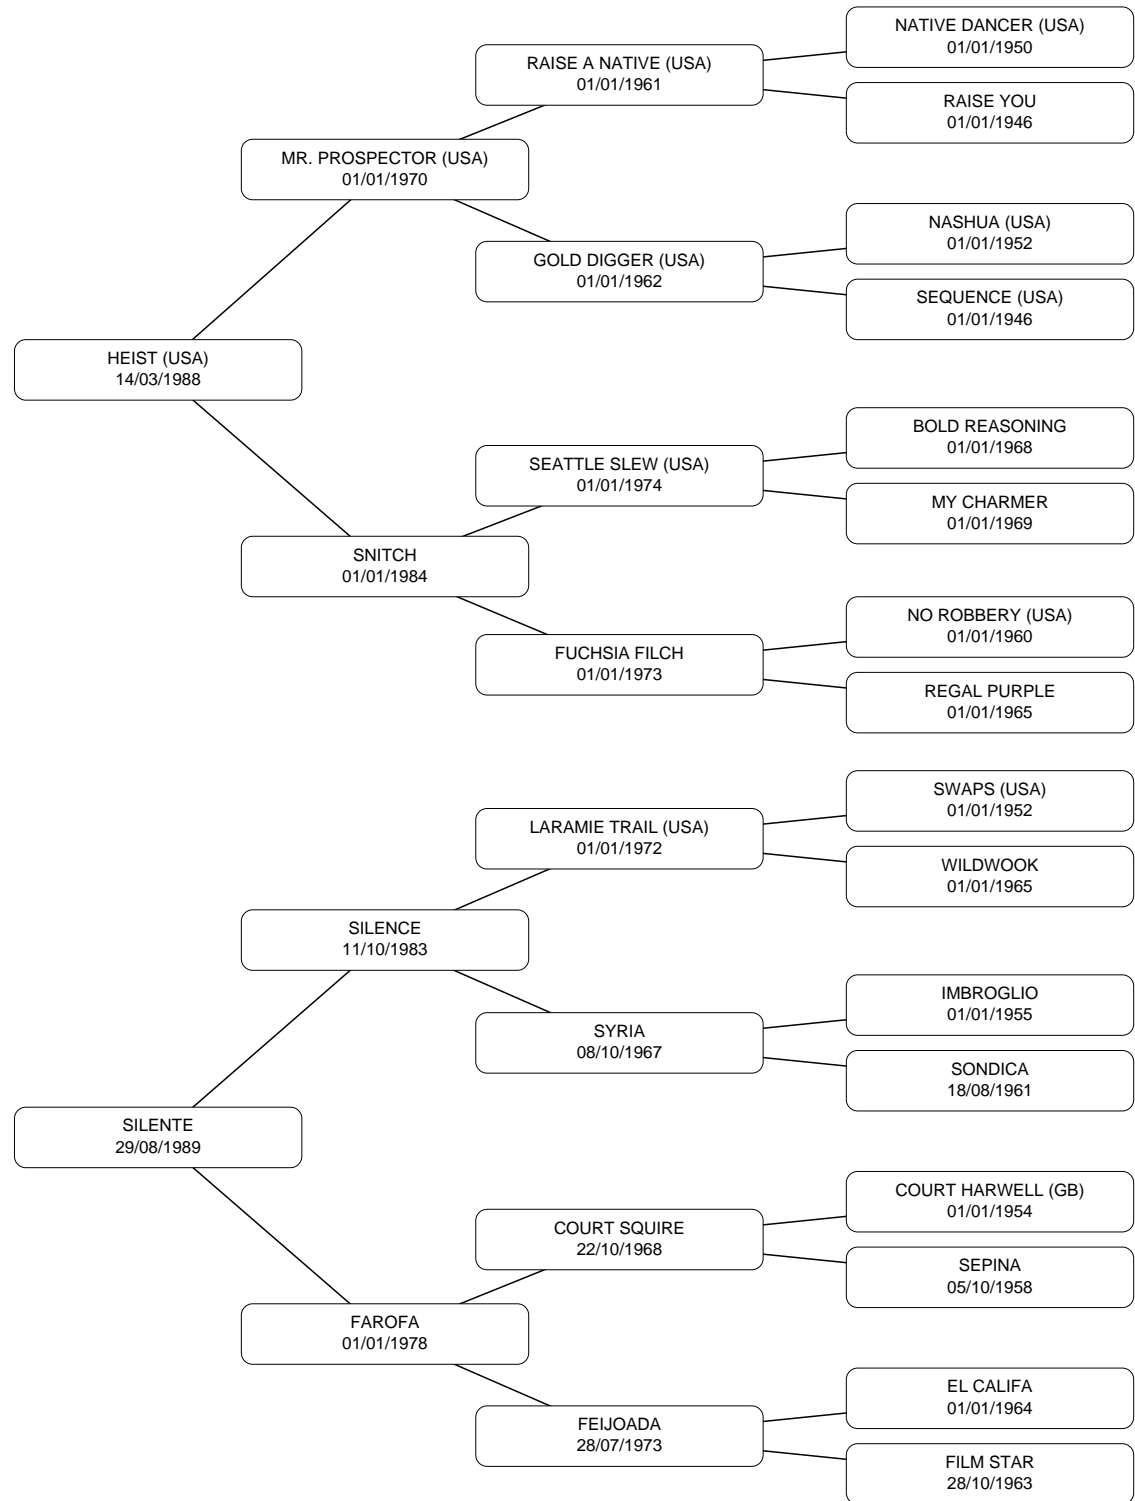 NATIVE DANCER (USA)
01/01/1950
RAISE A NATIVE (USA)
01/01/1961
RAISE YOU
01/01/1946
MR. PROSPECTOR (USA)
01/01/1970
NASHUA (USA)
01/01/1952
GOLD DIGGER (USA)
01/01/1962
SEQUENCE (USA)
01/01/1946
HEIST (USA)
14/03/1988
BOLD REASONING
01/01/1968
SEATTLE SLEW (USA)
01/01/1974
MY CHARMER
01/01/1969
SNITCH
01/01/1984
NO ROBBERY (USA)
01/01/1960
FUCHSIA FILCH
01/01/1973
REGAL PURPLE
01/01/1965
SWAPS (USA)
01/01/1952
LARAMIE TRAIL (USA)
01/01/1972
WILDWOOK
01/01/1965
SILENCE
11/10/1983
IMBROGLIO
01/01/1955
SYRIA
08/10/1967
SONDICA
18/08/1961
SILENTE
29/08/1989
COURT HARWELL (GB)
01/01/1954
COURT SQUIRE
22/10/1968
SEPINA
05/10/1958
FAROFA
01/01/1978
EL CALIFA
01/01/1964
FEIJOADA
28/07/1973
FILM STAR
28/10/1963